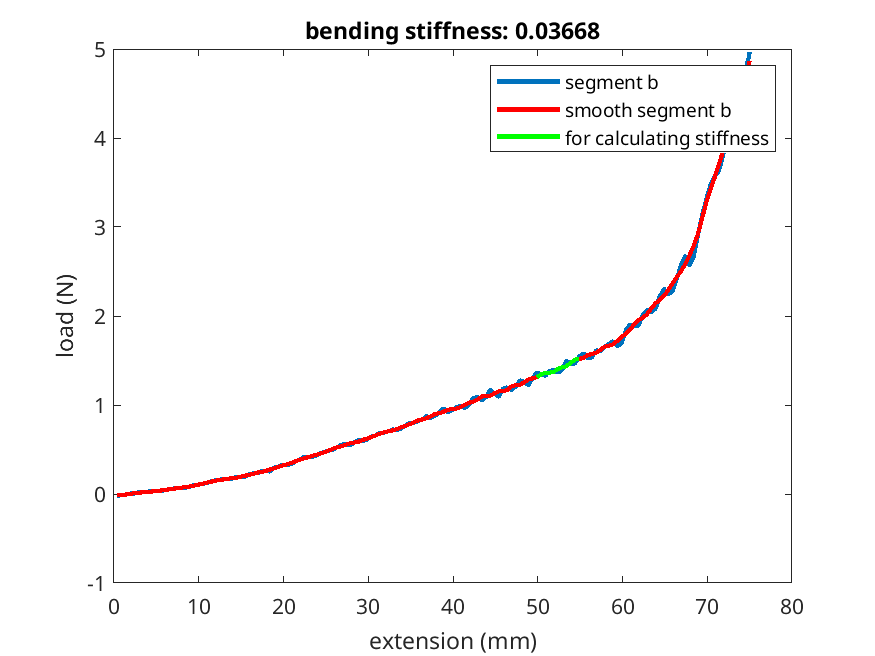 bending stiffness: 0.03668
segment b
smooth segment b
for calculating stiffness
5
4
3
2
1
0
-1
load (N)
0 10 20 30 40 50 60 70 80
extension (mm)